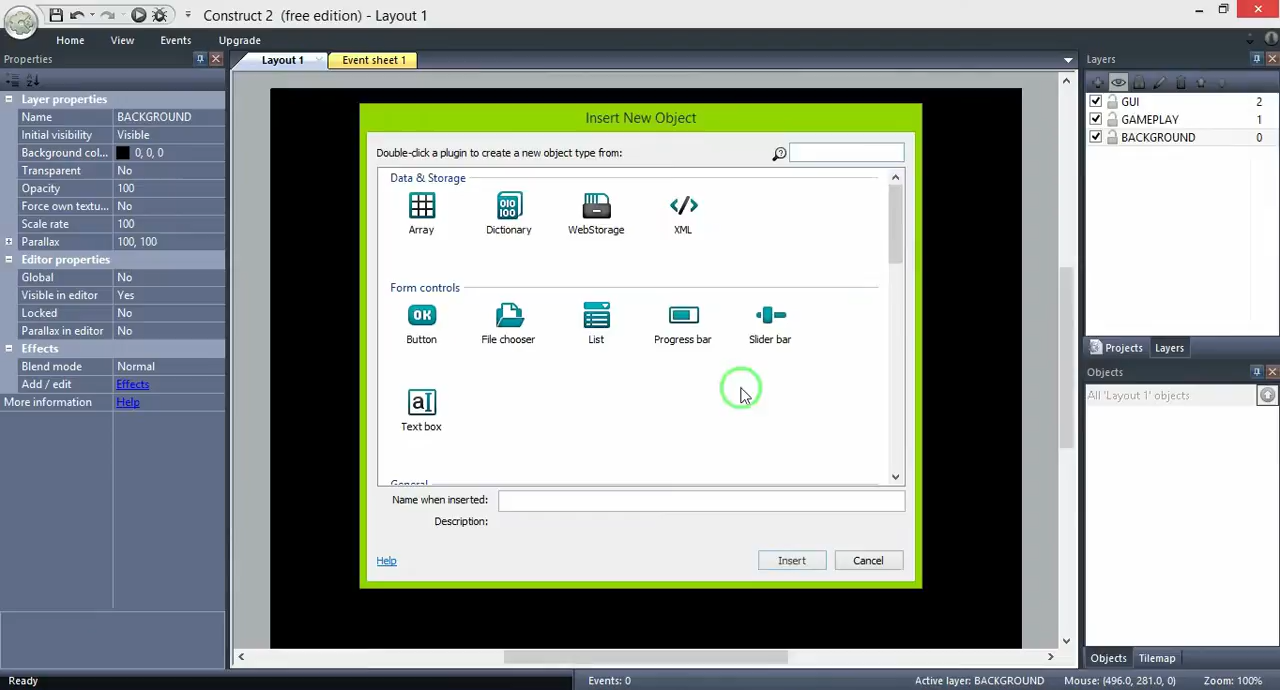 Construct 2  (free edition) - Layout 1
Home
View
Events
Upgrade
Properties
Layer properties
Name BACKGROUND
Initial visibility Visible
Background col... 0, 0, 0
Transparent No
Opacity 100
Force own textu... No
Scale rate 100
Parallax 100, 100
Editor properties
Global No
Visible in editor Yes
Locked No
Parallax in editor No
Effects
Blend mode Normal
Add / edit Effects
More information Help
Layout 1
Event sheet 1
Insert New Object
Double-click a plugin to create a new object type from:
Data & Storage
Array
Dictionary
010
100
WebStorage
XML
Form controls
OK
Button
File chooser
List
Progress bar
Slider bar
aI
Text box
General
Name when inserted:
Description:
Help
Insert
Cancel
Layers
GUI 2
GAMEPLAY 1
BACKGROUND 0
Projects
Layers
Objects
All 'Layout 1' objects
Objects
Tilemap
Ready
Events: 0
Active layer: BACKGROUND
Mouse: (496.0, 281.0, 0)
Zoom: 100%